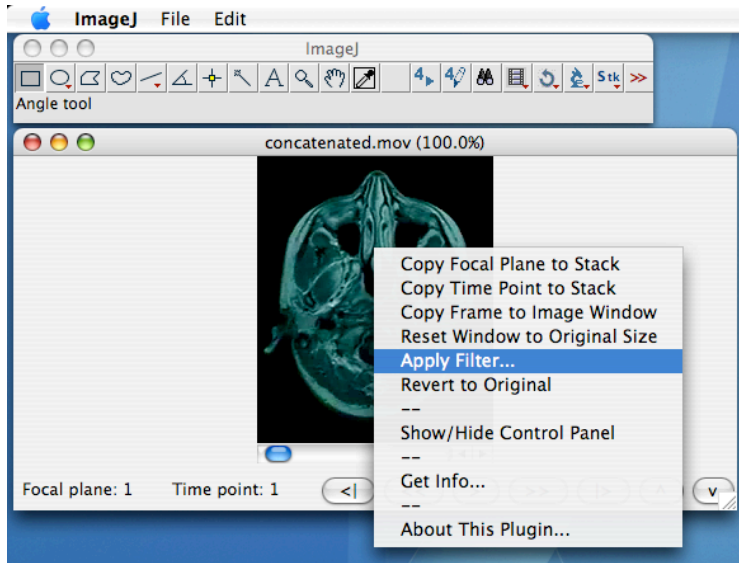 ImageJ File Edit
ImageJ
A 4 4 Stk >>
Angle tool
concatenated.mov (100.0%)
Copy Focal Plane to Stack
Copy Time Point to Stack
Copy Frame to Image Window
Reset Window to Original Size
Apply Filter...
Revert to Original
--
Show/Hide Control Panel
--
Get Info...
--
About This Plugin...
Focal plane: 1 Time point: 1 <| << >> |> ^ v